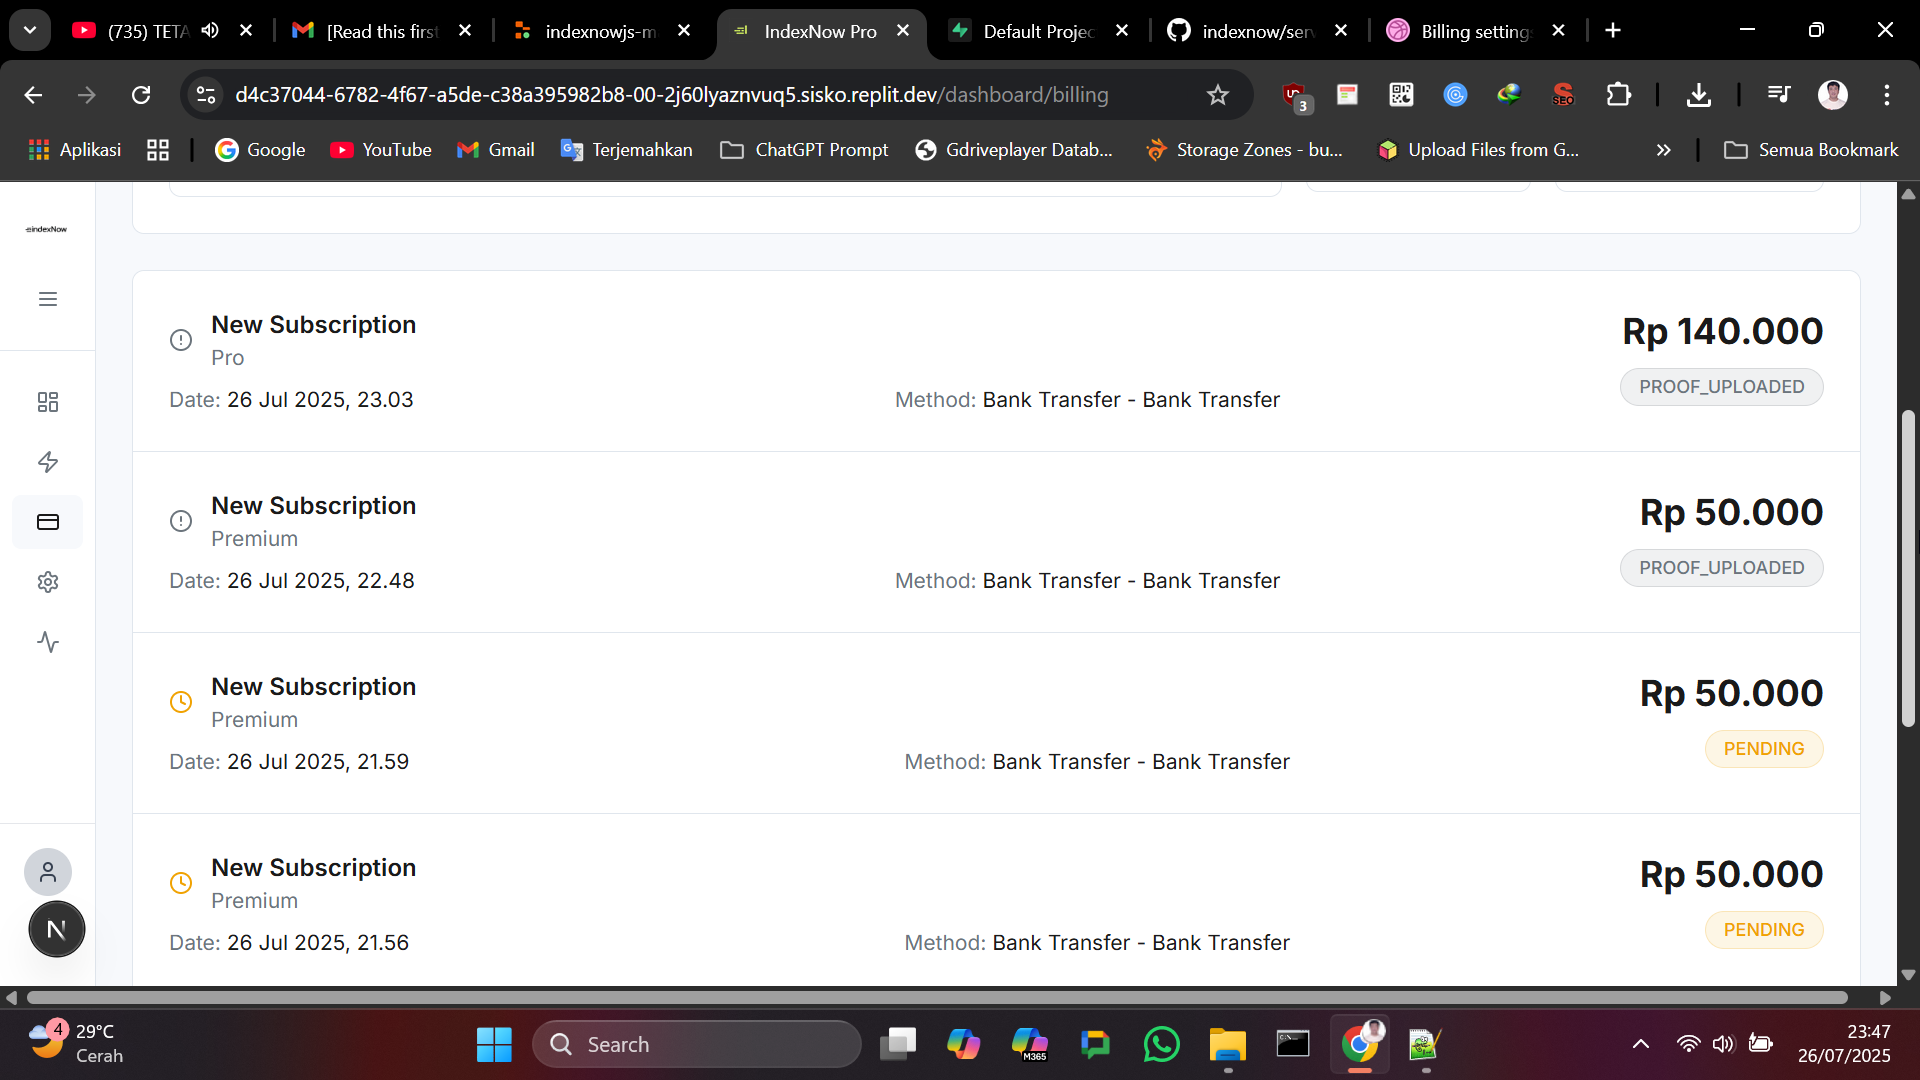 (735) TETA
[Read this first
indexnowjs-m
IndexNow Pro
Default Projec
indexnow/serv
Billing setting
d4c37044-6782-4f67-a5de-c38a395982b8-00-2j60lyaznvuq5.sisko.replit.dev/dashboard/billing
3
SEO
Aplikasi
Google
YouTube
Gmail
Terjemahkan
ChatGPT Prompt
Gdriveplayer Datab...
Storage Zones - bu...
Upload Files from G...
Semua Bookmark
indexNow
New Subscription
Pro
Date: 26 Jul 2025, 23.03
Method: Bank Transfer - Bank Transfer
Rp 140.000
PROOF_UPLOADED
New Subscription
Premium
Date: 26 Jul 2025, 22.48
Method: Bank Transfer - Bank Transfer
Rp 50.000
PROOF_UPLOADED
New Subscription
Premium
Date: 26 Jul 2025, 21.59
Method: Bank Transfer - Bank Transfer
Rp 50.000
PENDING
New Subscription
Premium
Date: 26 Jul 2025, 21.56
Method: Bank Transfer - Bank Transfer
Rp 50.000
PENDING
N
4
29°C
Cerah
Search
M365
23:47
26/07/2025